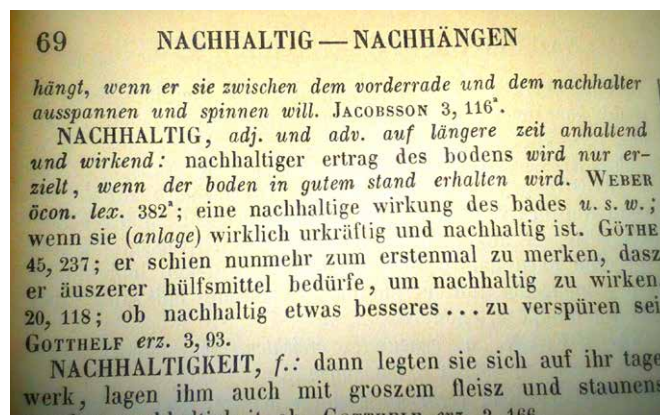 69 NACHHALTIG — NACHHÄNGEN
hängt, wenn er sie zwischen dem vorderrade und dem nachhalter
ausspannen und spinnen will. JACOBSSON 3, 116ª.
NACHHALTIG, adj. und adv. auf längere zeit anhaltend
und wirkend: nachhaltiger ertrag des bodens wird nur er-
zielt, wenn der boden in gutem stand erhalten wird. WEBER
öcon. lex. 382ª; eine nachhaltige wirkung des bades u. s. w.;
wenn sie (anlage) wirklich urkräftig und nachhaltig ist. GÖTHE
45, 237; er schien nunmehr zum erstenmal zu merken, dasz
er äuszerer hülfsmittel bedürfe, um nachhaltig zu wirken
20, 118; ob nachhaltig etwas besseres ... zu verspüren sei
GOTTHELF erz. 3, 93.
NACHHALTIGKEIT, f.: dann legten sie sich auf ihr tage
werk, lagen ihm auch mit groszem fleisz und staunens